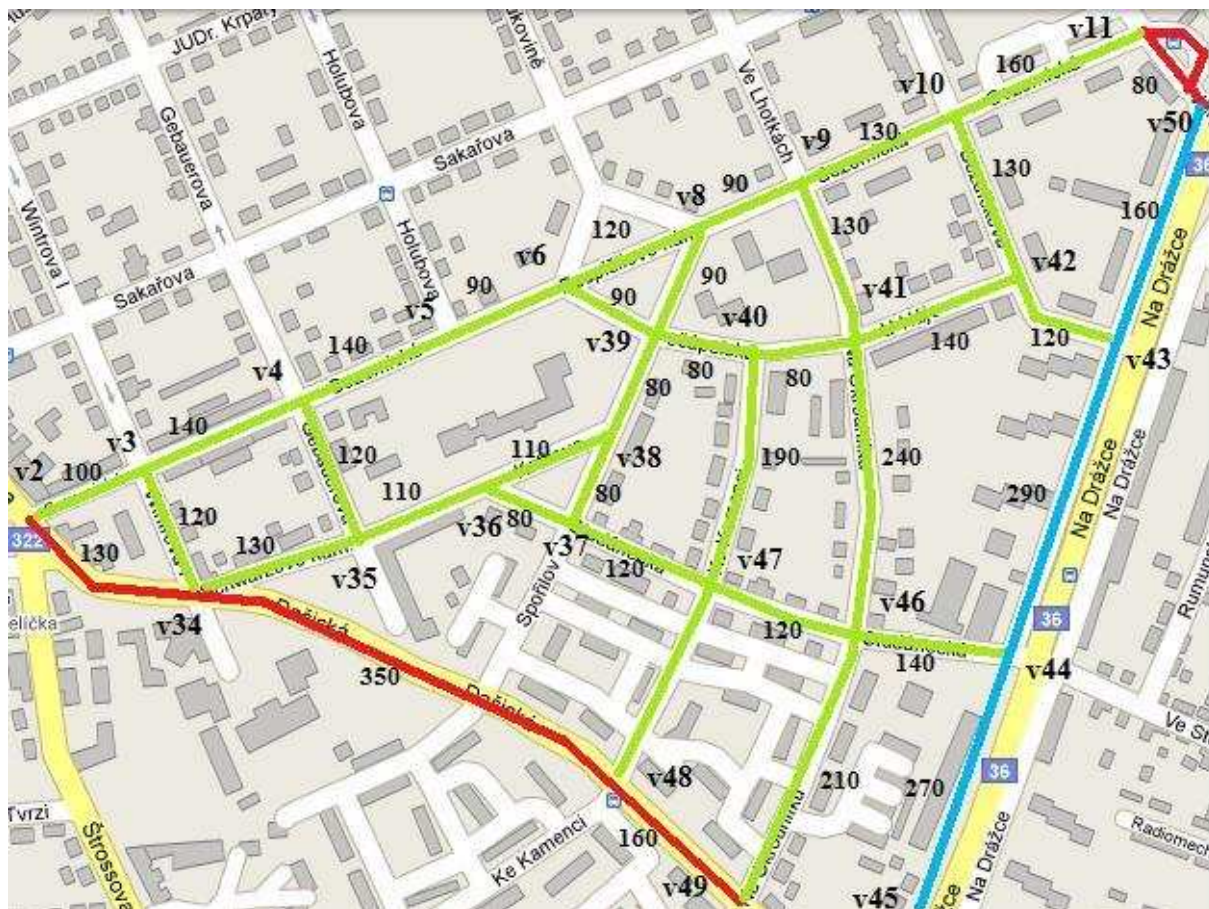 JUDr. Krpaty
Gebauerova
Holubova
Ve Lhotkách
v11
160
v10
80
v50
36
130
v9
Sakařova
Wintrova I
Holubova
90
v8
120
v6
130
130
160
Na Drážce
Sakařova
90
v5
90
90
v40
v41
v42
140
v4
v39
80
80
80
140
120
v43
140
v3
v2
100
120
110
v38
190
240
Na Drážce
Na Drážce
110
80
290
120
130
v36
80
v37
322
130
v35
120
v47
v46
Rumunsk
36
v34
Spořilov
120
140
v44
350
Dašická
Dašická
Ve St
v48
210
270
36
Tvrzi
Štrossova
Ke Kamenci
160
v49
v45
Na Drážce
Radiomech